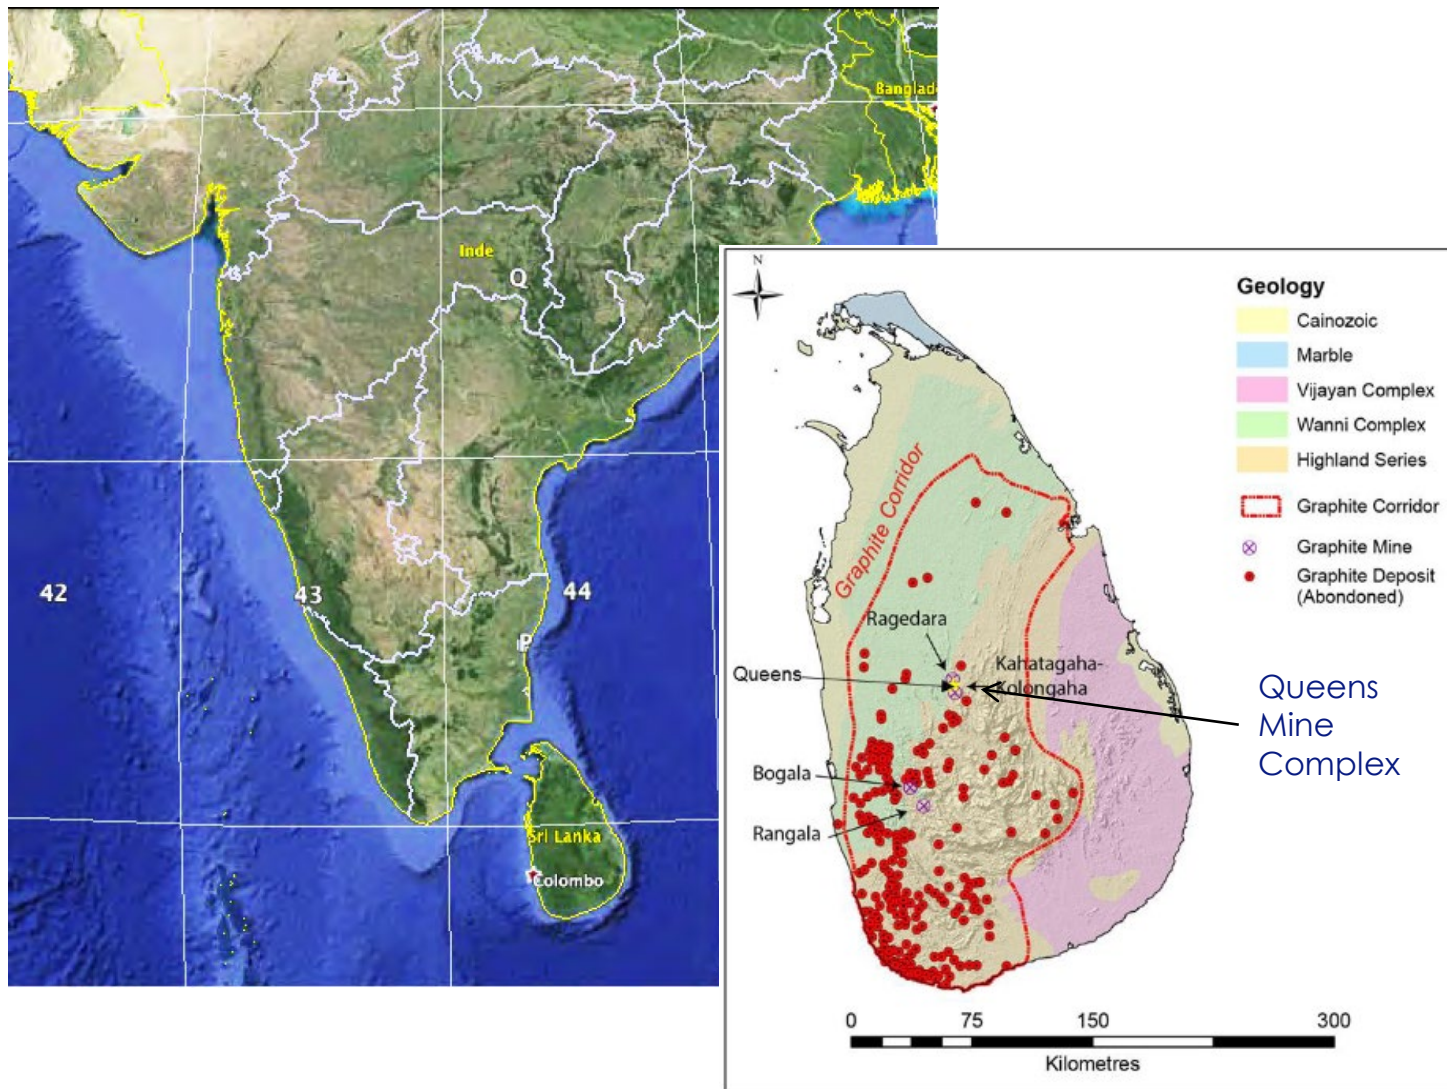 Banglad
Inde
Q
42
43
44
P
Sri Lanka
Colombo
N
Geology
Cainozoic
Marble
Vijayan Complex
Wanni Complex
Highland Series
Graphite Corridor
Graphite Mine
Graphite Deposit
(Abondoned)
Graphite Corridor
Ragedara
Queens
Kahatagaha-
Kolongaha
Queens
Mine
Complex
Bogala
Rangala
0 75 150 300
Kilometres